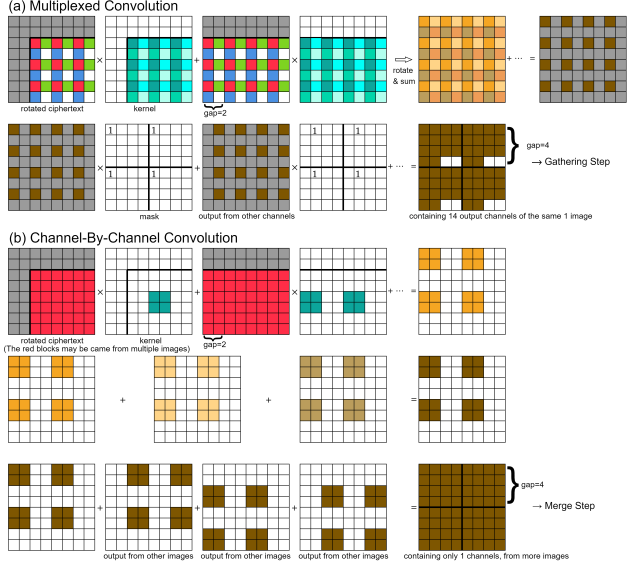 (a) Multiplexed Convolution
× + × rotate & sum + ··· =
rotated ciphertext
kernel
gap=2
1 1 1 1
1 1 1 1
× + × + ··· =
gap=4
→ Gathering Step
mask
output from other channels
containing 14 output channels of the same 1 image
(b) Channel-By-Channel Convolution
× + × + ··· =
rotated ciphertext
kernel
gap=2
(The red blocks may be came from multiple images)
+ + =
+ + + =
gap=4
→ Merge Step
output from other images
output from other images
output from other images
containing only 1 channels, from more images